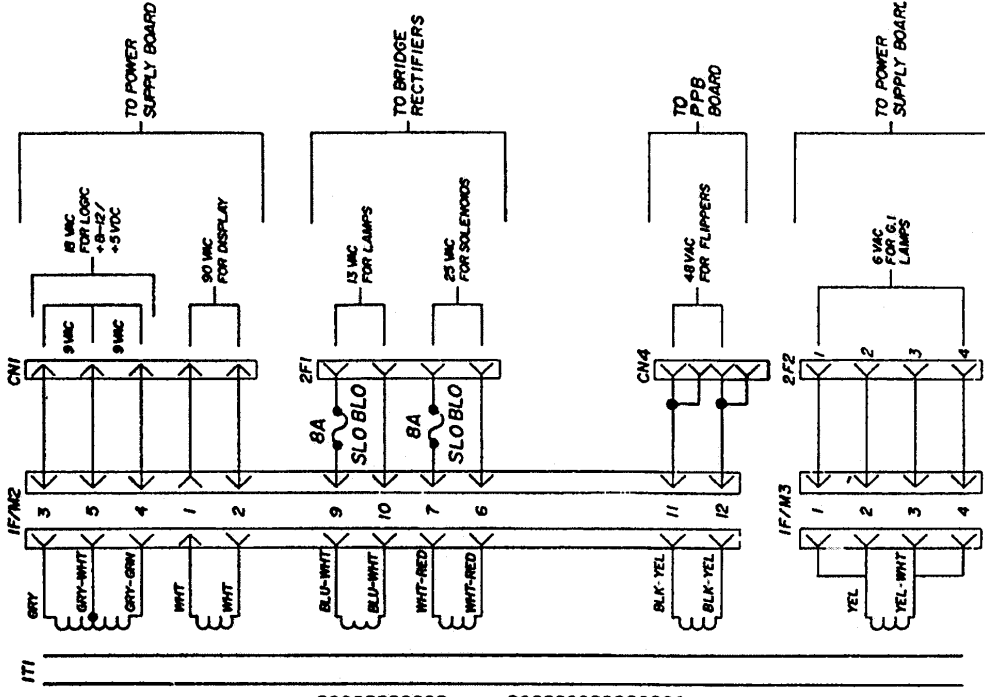 TO POWER
SUPPLY BOARD
TO BRIDGE
RECTIFIERS
TO
PPB
BOARD
TO POWER
SUPPLY BOARD
18 VAC
FOR LOGIC
+8-12/
+5 VDC
90 VAC
FOR DISPLAY
13 VAC
FOR LAMPS
25 VAC
FOR SOLENOIDS
48 VAC
FOR FLIPPERS
6 VAC
FOR G.I
LAMPS
9 VAC
9 VAC
CN1
2F1
CN4
2F2
1
2
3
4
8A
SLO BLO
8A
SLO BLO
1F/M2
3
5
4
1
2
9
10
7
6
11
12
1F/M3
1
2
3
4
GRY
GRY-WHT
GRY-GRN
WHT
WHT
BLU-WHT
BLU-WHT
WHT-RED
WHT-RED
BLK-YEL
BLK-YEL
YEL
YEL-WHT
1T1